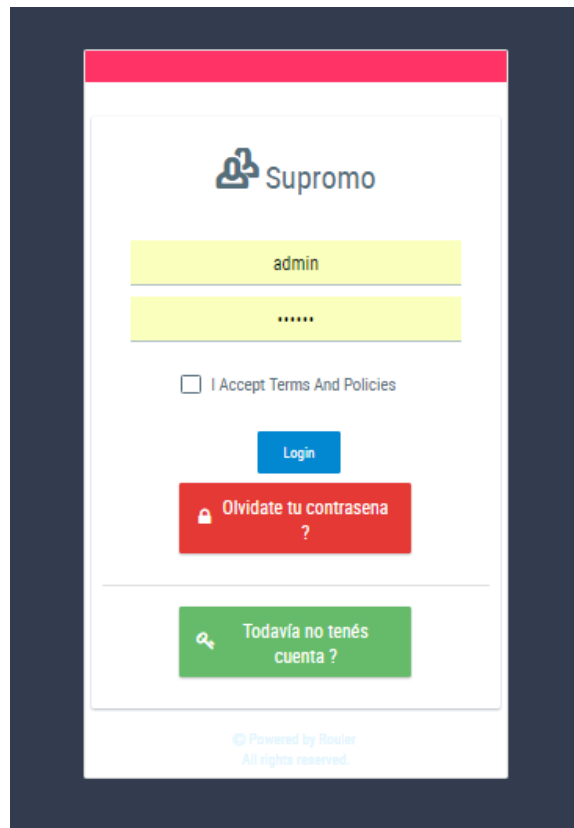 Supromo
admin
••••••
I Accept Terms And Policies
Login
Olvidate tu contrasena
?
Todavía no tenés
cuenta ?
© Powered by Rouler
All rights reserved.